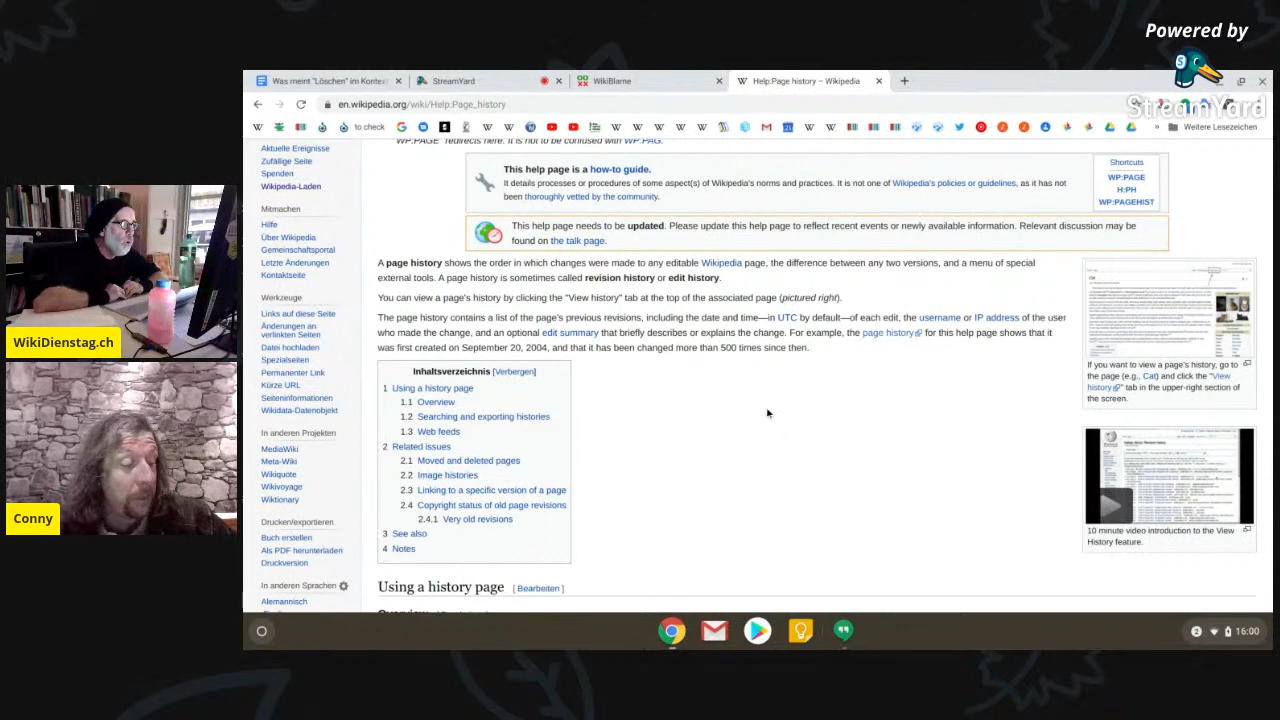 Powered by
StreamYard
Was meint "Löschen" im Kontex
StreamYard
WikiBlame
Help:Page history – Wikipedia
en.wikipedia.org/wiki/Help:Page_history
to check
Weitere Lesezeichen
"WP:PAGE" redirects here. It is not to be confused with WP:PAG.
Aktuelle Ereignisse
Zufällige Seite
Spenden
Wikipedia-Laden
Mitmachen
Hilfe
Über Wikipedia
Gemeinschaftsportal
Letzte Änderungen
Kontaktseite
Werkzeuge
Links auf diese Seite
Änderungen an
verlinkten Seiten
Datei hochladen
Spezialseiten
Permanenter Link
Kürze URL
Seiteninformationen
Wikidata-Datenobjekt
In anderen Projekten
MediaWiki
Meta-Wiki
Wikiquote
Wikivoyage
Wiktionary
Drucken/exportieren
Buch erstellen
Als PDF herunterladen
Druckversion
In anderen Sprachen
Alemannisch
This help page is a how-to guide.
It details processes or procedures of some aspect(s) of Wikipedia's norms and practices. It is not one of Wikipedia's policies or guidelines, as it has not
been thoroughly vetted by the community.
Shortcuts
WP:PAGE
H:PH
WP:PAGEHIST
This help page needs to be updated. Please update this help page to reflect recent events or newly available information. Relevant discussion may be
found on the talk page.
A page history shows the order in which changes were made to any editable Wikipedia page, the difference between any two versions, and a menu of special
external tools. A page history is sometimes called revision history or edit history.
You can view a page's history by clicking the "View history" tab at the top of the associated page (pictured right).
The page history contains a list of the page's previous revisions, including the date and time—in UTC by default—of each edit, the username or IP address of the user
who made the change, and the optional edit summary that briefly describes or explains the change. For example, the page history for this help page shows that it
was first created on September 20, 2004, and that it has been changed more than 500 times since then.
Inhaltsverzeichnis [Verbergen]
1 Using a history page
1.1 Overview
1.2 Searching and exporting histories
1.3 Web feeds
2 Related issues
2.1 Moved and deleted pages
2.2 Image histories
2.3 Linking to a specific version of a page
2.4 Copyright status of old page revisions
2.4.1 Very old revisions
3 See also
4 Notes
Using a history page [ Bearbeiten ]
If you want to view a page's history, go to
the page (e.g., Cat) and click the "View
history" tab in the upper-right section of
the screen.
10 minute video introduction to the View
History feature.
WikiDienstag.ch
Conny
2
16:00